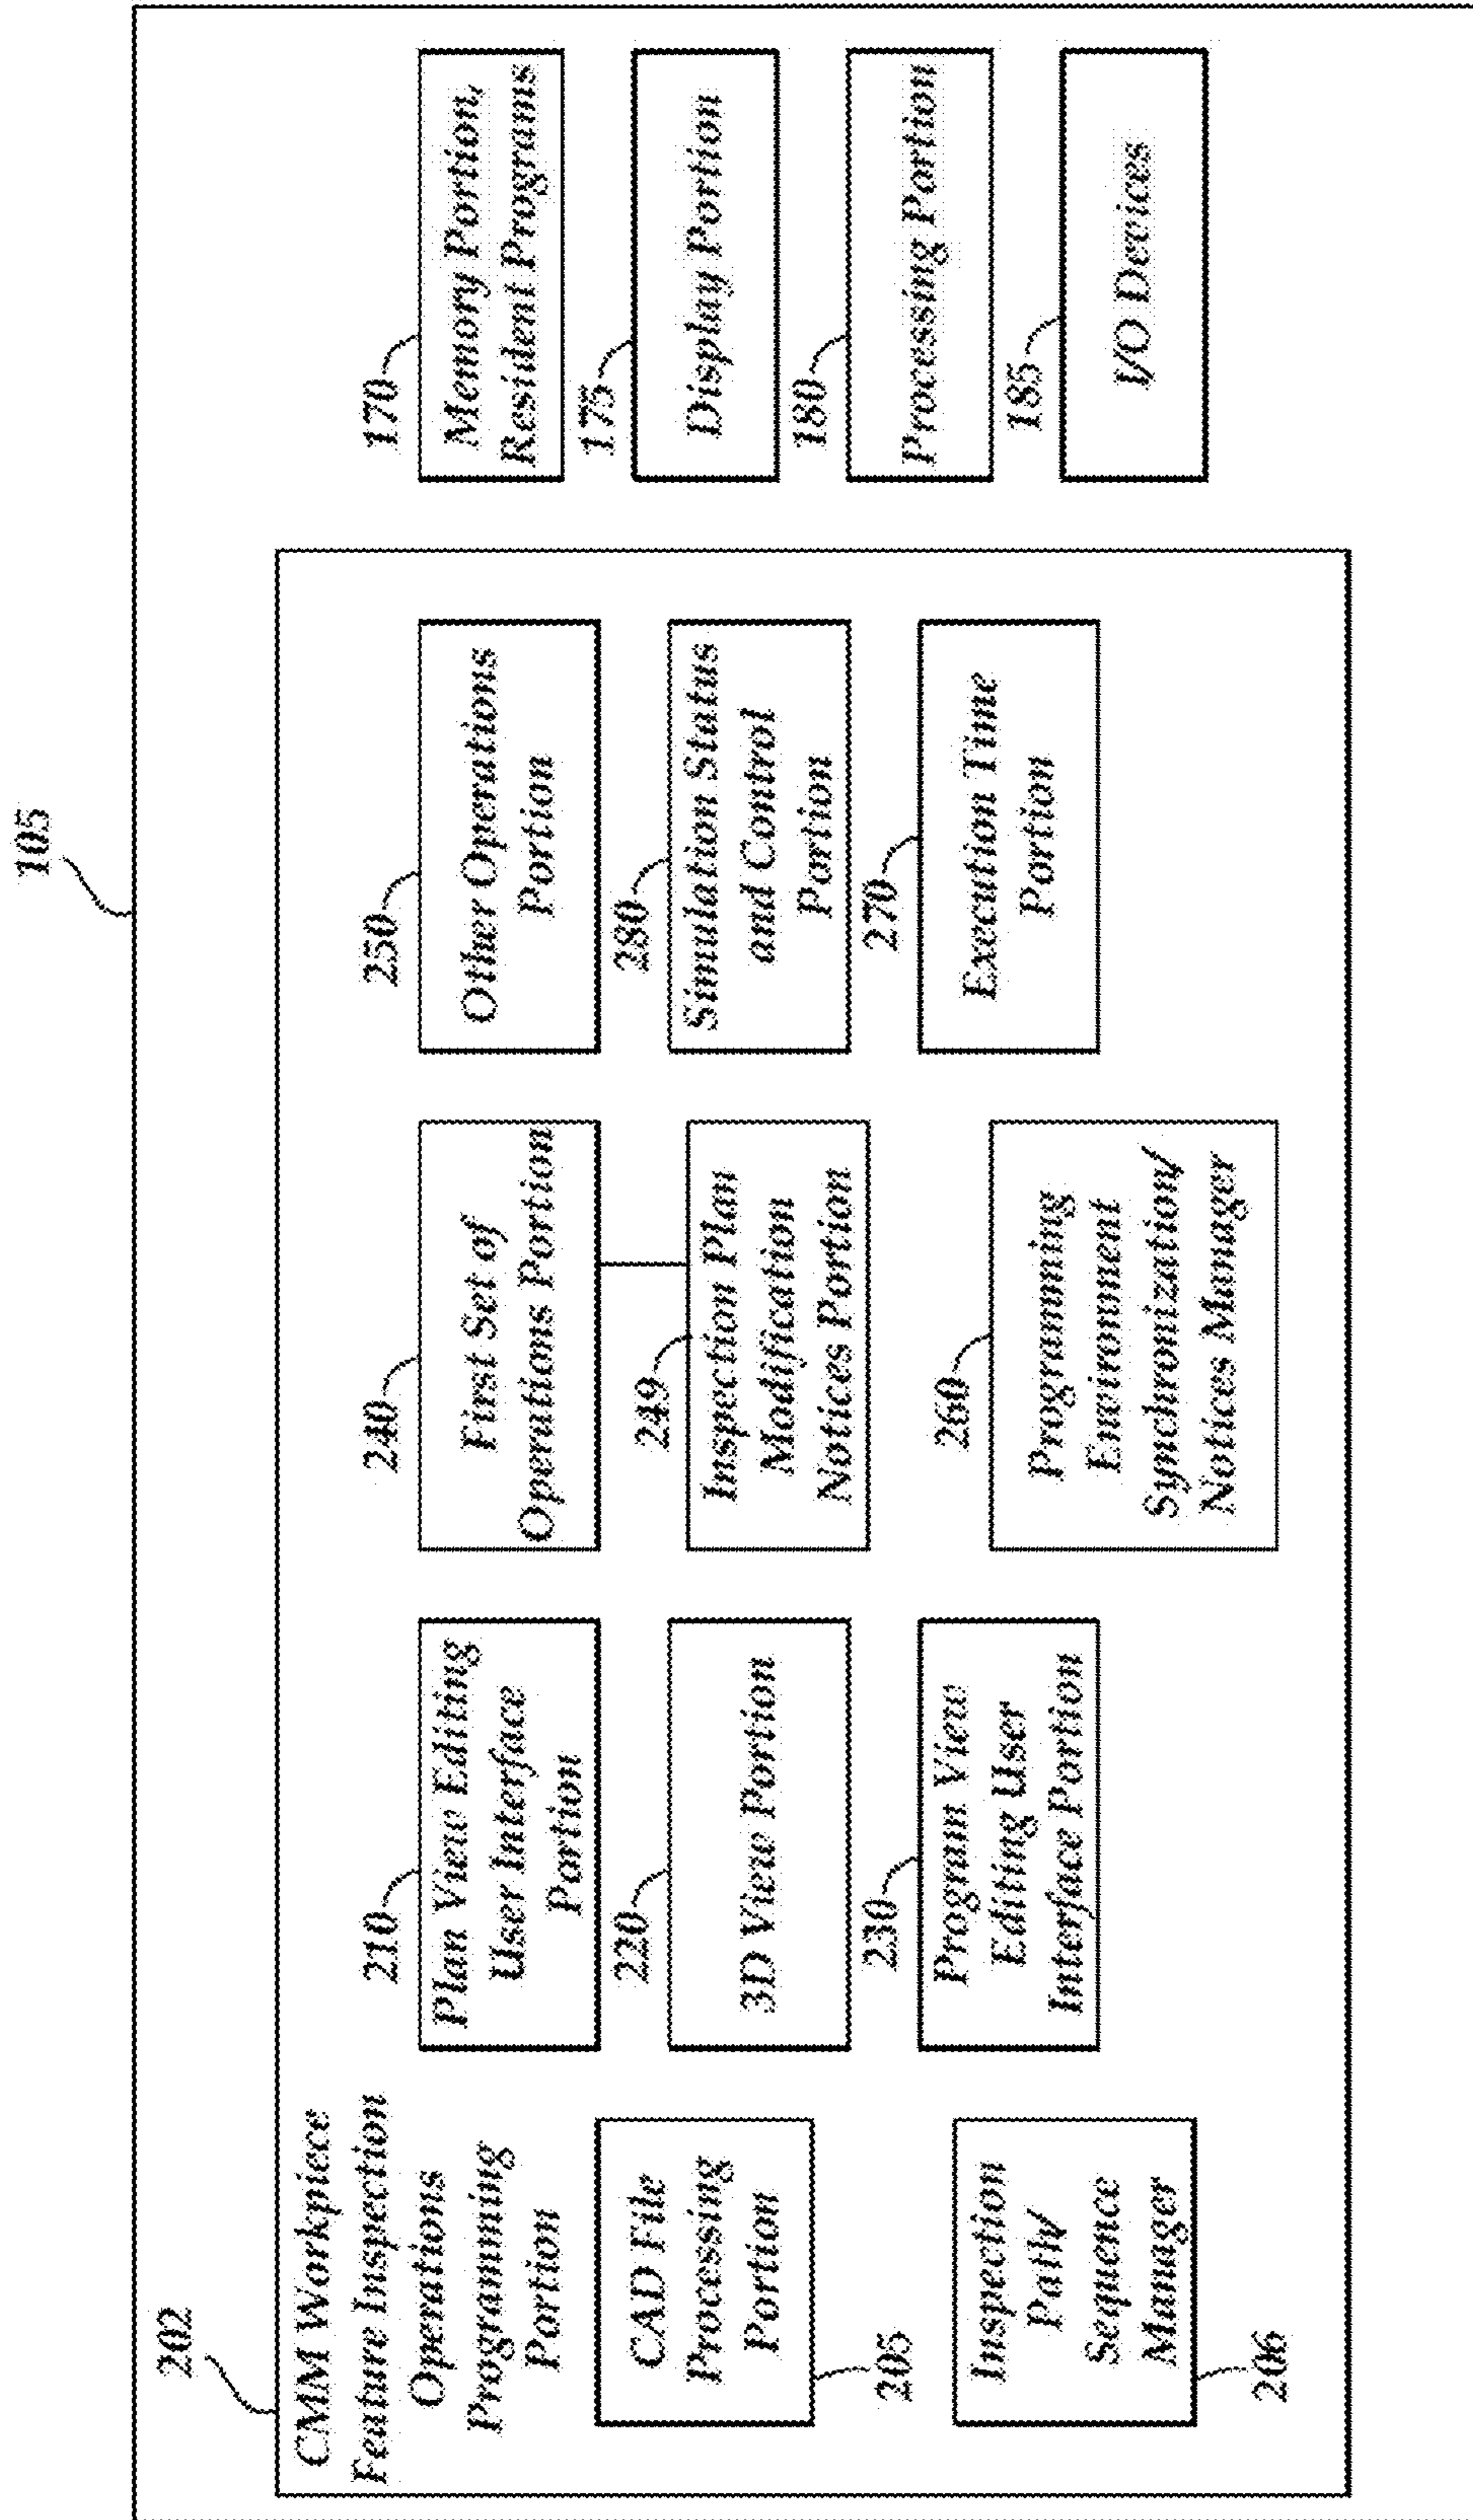 105
202
CMM Workpiece
Feature Inspection
Operations
Programming
Portion
CAD File
Processing
Portion
205
Inspection
Path/
Sequence
Manager
206
210
Plan View Editing
User Interface
Portion
220
3D View Portion
230
Program View
Editing User
Interface Portion
240
First Set of
Operations Portion
249
Inspection Plan
Modification
Notices Portion
260
Programming
Environment
Synchronization/
Notices Manager
250
Other Operations
Portion
280
Simulation Status
and Control
Portion
270
Execution Time
Portion
170
Memory Portion,
Resident Programs
175
Display Portion
180
Processing Portion
185
I/O Devices